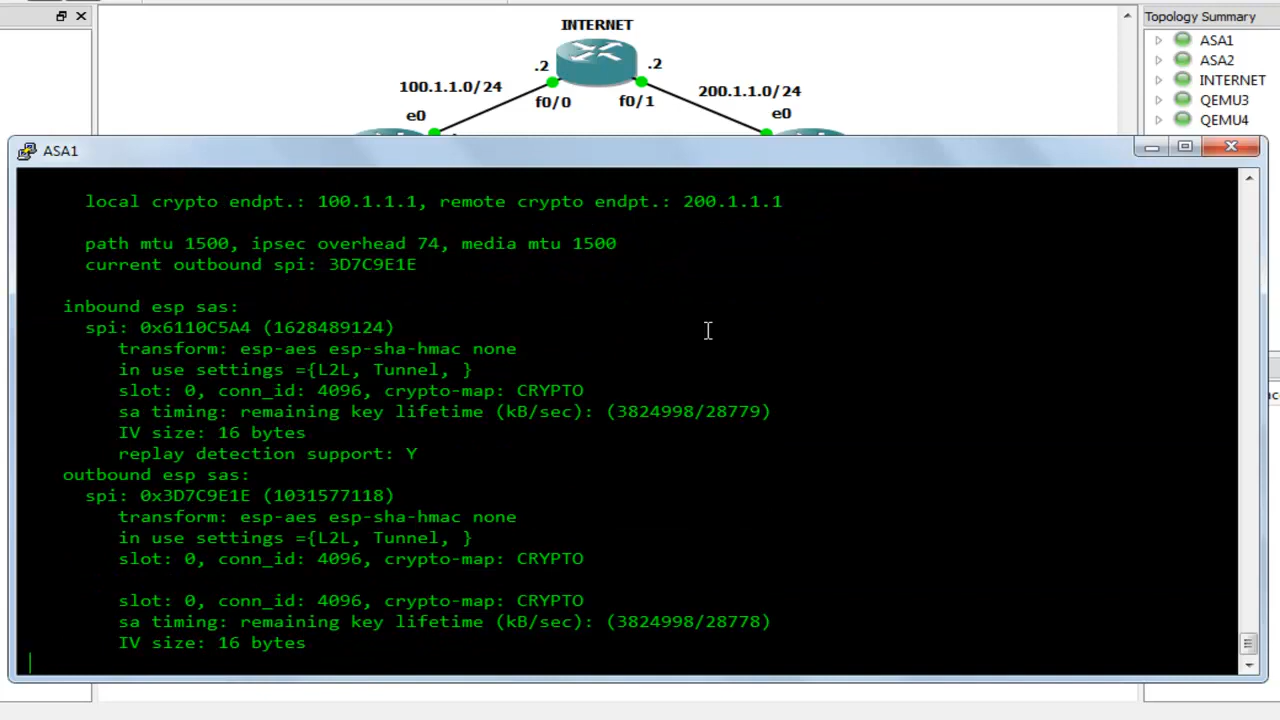 INTERNET
.2
.2
100.1.1.0/24
200.1.1.0/24
f0/0
f0/1
e0
e0
Topology Summary
ASA1
ASA2
INTERNET
QEMU3
QEMU4
ASA1
local crypto endpt.: 100.1.1.1, remote crypto endpt.: 200.1.1.1
path mtu 1500, ipsec overhead 74, media mtu 1500
current outbound spi: 3D7C9E1E
inbound esp sas:
spi: 0x6110C5A4 (1628489124)
transform: esp-aes esp-sha-hmac none
in use settings ={L2L, Tunnel, }
slot: 0, conn_id: 4096, crypto-map: CRYPTO
sa timing: remaining key lifetime (kB/sec): (3824998/28779)
IV size: 16 bytes
replay detection support: Y
outbound esp sas:
spi: 0x3D7C9E1E (1031577118)
transform: esp-aes esp-sha-hmac none
in use settings ={L2L, Tunnel, }
slot: 0, conn_id: 4096, crypto-map: CRYPTO
slot: 0, conn_id: 4096, crypto-map: CRYPTO
sa timing: remaining key lifetime (kB/sec): (3824998/28778)
IV size: 16 bytes